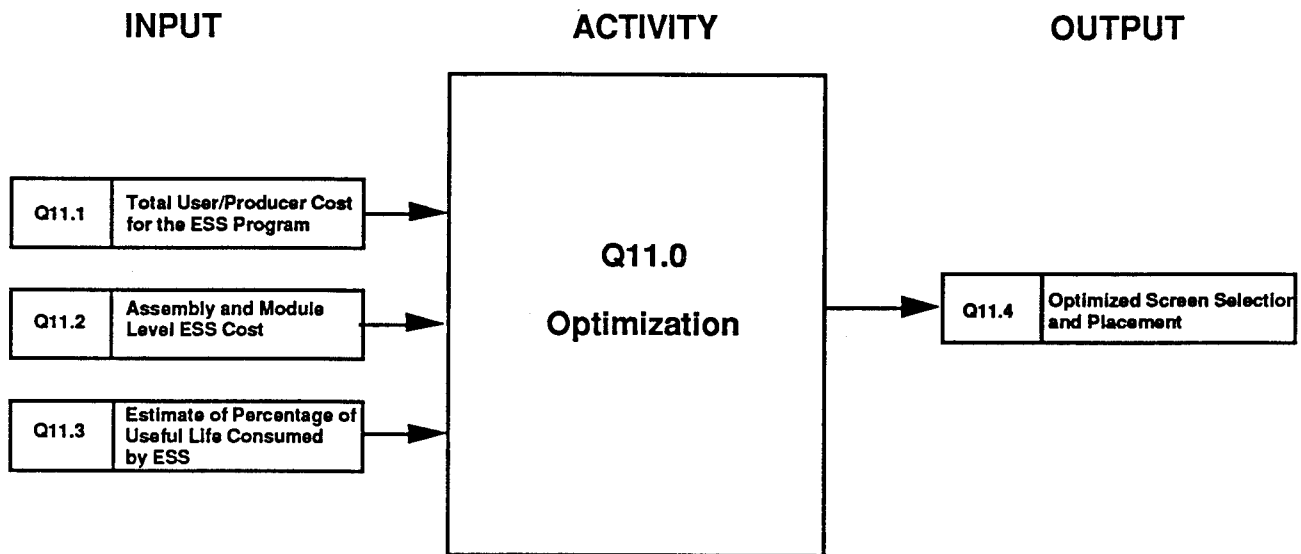 INPUT
ACTIVITY
OUTPUT
Q11.1
Total User/Producer Cost
for the ESS Program
Q11.2
Assembly and Module
Level ESS Cost
Q11.3
Estimate of Percentage of
Useful Life Consumed
by ESS
Q11.0
Optimization
Q11.4
Optimized Screen Selection
and Placement